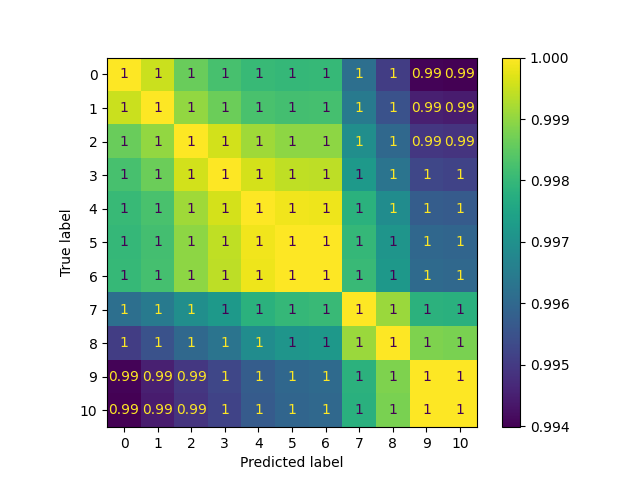 0 1 1 1 1 1 1 1 1 1 0.99 0.99 1.000
1 1 1 1 1 1 1 1 1 1 0.99 0.99 0.999
2 1 1 1 1 1 1 1 1 1 0.99 0.99
3 1 1 1 1 1 1 1 1 1 1 1 0.998
4 1 1 1 1 1 1 1 1 1 1 1
True label
5 1 1 1 1 1 1 1 1 1 1 1 0.997
6 1 1 1 1 1 1 1 1 1 1 1
7 1 1 1 1 1 1 1 1 1 1 1 0.996
8 1 1 1 1 1 1 1 1 1 1 1
9 0.99 0.99 0.99 1 1 1 1 1 1 1 1 0.995
10 0.99 0.99 0.99 1 1 1 1 1 1 1 1 0.994
0 1 2 3 4 5 6 7 8 9 10
Predicted label